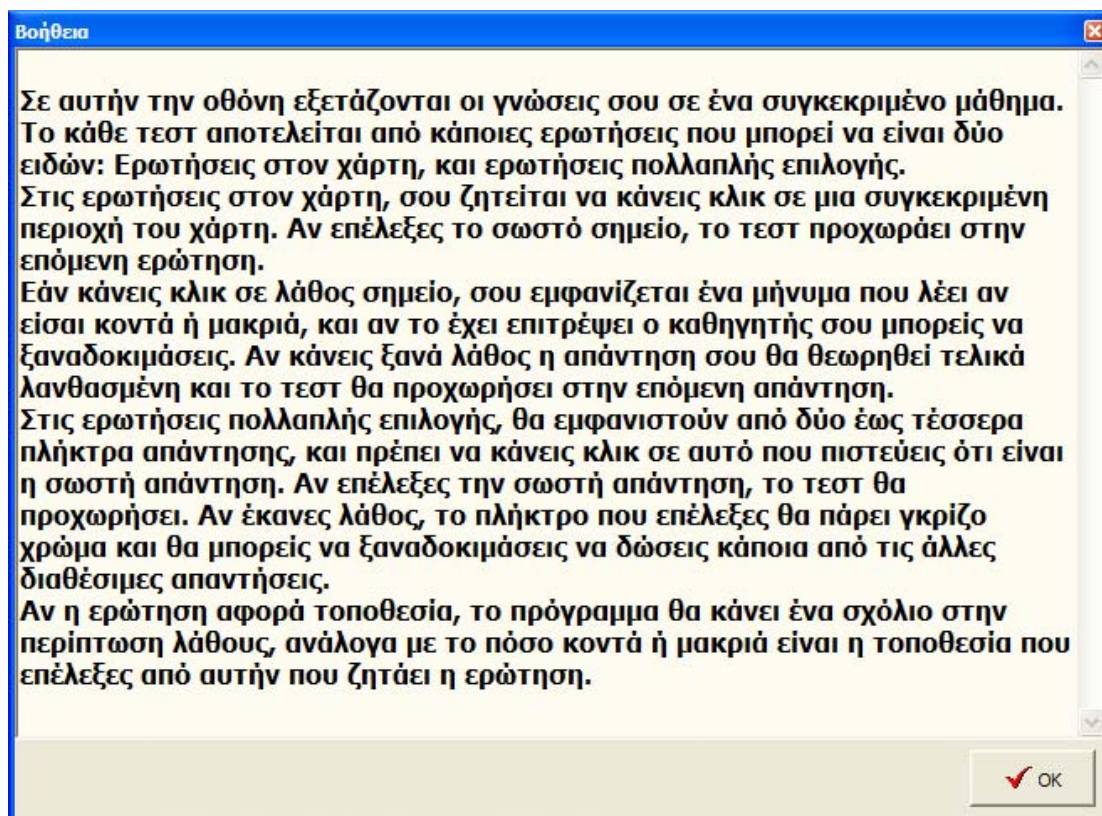 Βοήθεια
Σε αυτήν την οθόνη εξετάζονται οι γνώσεις σου σε ένα συγκεκριμένο μάθημα.
Το κάθε τεστ αποτελείται από κάποιες ερωτήσεις που μπορεί να είναι δύο
ειδών: Ερωτήσεις στον χάρτη, και ερωτήσεις πολλαπλής επιλογής.
Στις ερωτήσεις στον χάρτη, σου ζητείται να κάνεις κλικ σε μια συγκεκριμένη
περιοχή του χάρτη. Αν επέλεξες το σωστό σημείο, το τεστ προχωράει στην
επόμενη ερώτηση.
Εάν κάνεις κλικ σε λάθος σημείο, σου εμφανίζεται ένα μήνυμα που λέει αν
είσαι κοντά ή μακριά, και αν το έχει επιτρέψει ο καθηγητής σου μπορείς να
ξαναδοκιμάσεις. Αν κάνεις ξανά λάθος η απάντηση σου θα θεωρηθεί τελικά
λανθασμένη και το τεστ θα προχωρήσει στην επόμενη απάντηση.
Στις ερωτήσεις πολλαπλής επιλογής, θα εμφανιστούν από δύο έως τέσσερα
πλήκτρα απάντησης, και πρέπει να κάνεις κλικ σε αυτό που πιστεύεις ότι είναι
η σωστή απάντηση. Αν επέλεξες την σωστή απάντηση, το τεστ θα
προχωρήσει. Αν έκανες λάθος, το πλήκτρο που επέλεξες θα πάρει γκρίζο
χρώμα και θα μπορείς να ξαναδοκιμάσεις να δώσεις κάποια από τις άλλες
διαθέσιμες απαντήσεις.
Αν η ερώτηση αφορά τοποθεσία, το πρόγραμμα θα κάνει ένα σχόλιο στην
περίπτωση λάθους, ανάλογα με το πόσο κοντά ή μακριά είναι η τοποθεσία που
επέλεξες από αυτήν που ζητάει η ερώτηση.
OK